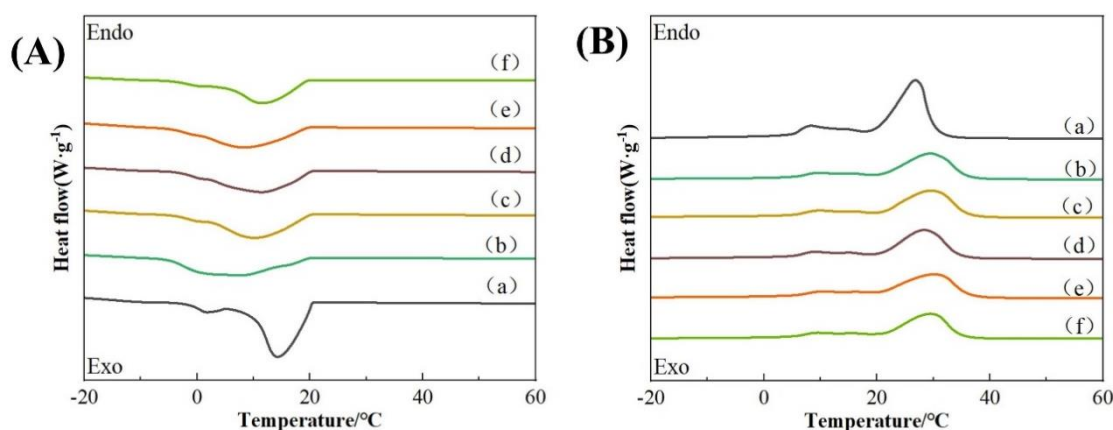 (A)
Endo
(f)
(e)
(d)
(c)
(b)
(a)
Exo
Heat flow(W·g⁻¹)
-20 0 20 40 60
Temperature/°C
(B)
Endo
(a)
(b)
(c)
(d)
(e)
(f)
Exo
Heat flow(W·g⁻¹)
-20 0 20 40 60
Temperature/°C